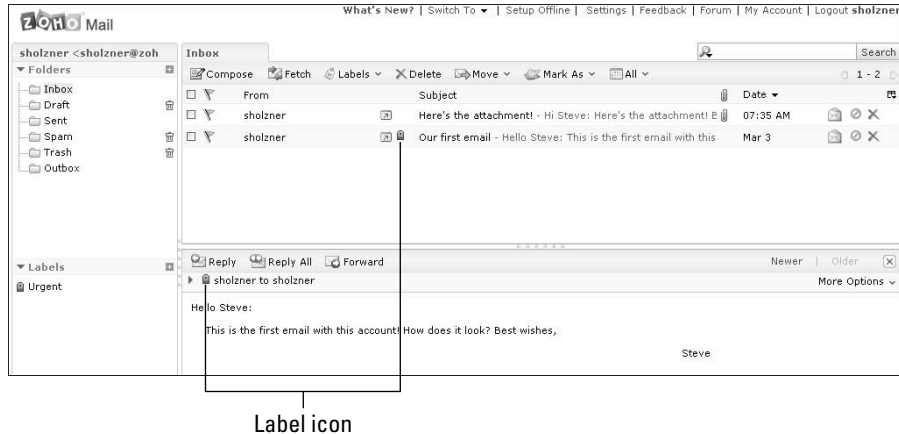 What's New? | Switch To | Setup Offline | Settings | Feedback | Forum | My Account | Logout sholzner
ZOHO Mail
sholzner <sholzner@zoh
Inbox
Search
Folders
Compose Fetch Labels Delete Move Mark As All 1 - 2
Inbox
From Subject Date
Draft
sholzner Here's the attachment! - Hi Steve: Here's the attachment! 07:35 AM
Sent
Spam
sholzner Our first email - Hello Steve: This is the first email with this Mar 3
Trash
Outbox
Labels
Reply Reply All Forward Newer | Older
Urgent
sholzner to sholzner More Options
Hello Steve:
This is the first email with this account! How does it look? Best wishes,
Steve
Label icon